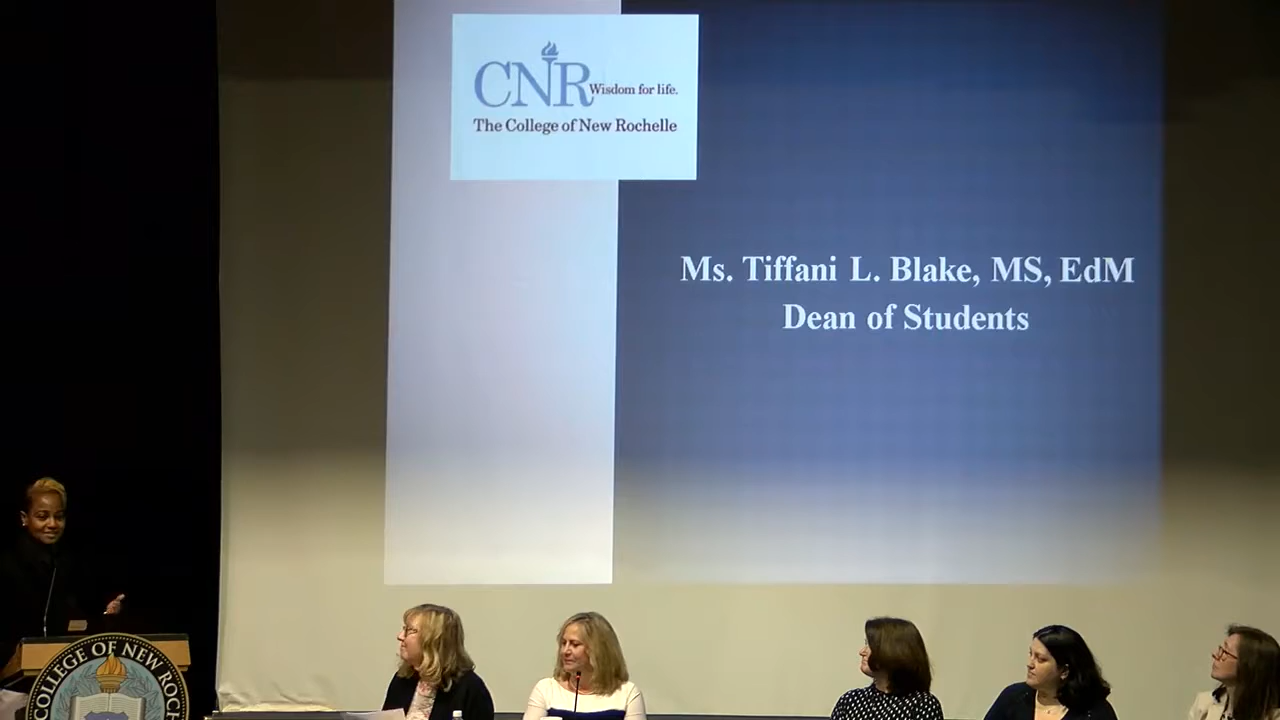 CNR Wisdom for life.
The College of New Rochelle
Ms. Tiffani L. Blake, MS, EdM
Dean of Students
COLLEGE OF NEW ROCH